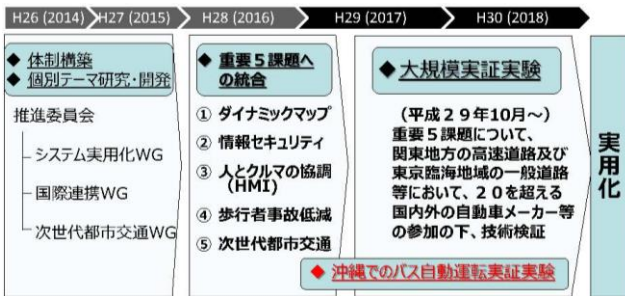 H26 (2014)
H27 (2015)
H28 (2016)
H29 (2017)
H30 (2018)
◆ 体制構築
◆ 個別テーマ研究・開発
推進委員会
システム実用化WG
国際連携WG
次世代都市交通WG
◆ 重要5課題へ
の統合
① ダイナミックマップ
② 情報セキュリティ
③ 人とクルマの協調
(HMI)
④ 歩行者事故低減
⑤ 次世代都市交通
◆大規模実証実験
(平成29年10月~)
重要5課題について、
関東地方の高速道路及び
東京臨海地域の一般道路
等において、20を超える
国内外の自動車メーカー等
の参加の下、技術検証
◆ 沖縄でのバス自動運転実証実験
実用化